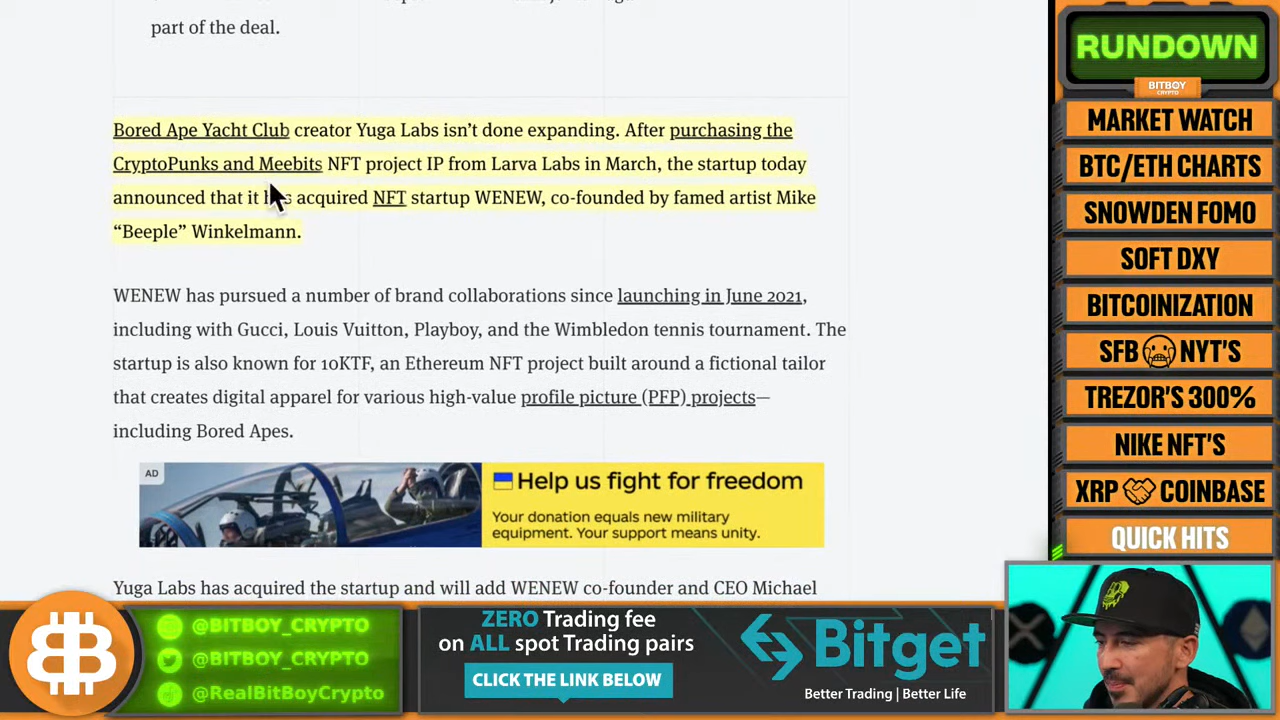 part of the deal.
Bored Ape Yacht Club creator Yuga Labs isn’t done expanding. After purchasing the
CryptoPunks and Meebits NFT project IP from Larva Labs in March, the startup today
announced that it has acquired NFT startup WENEW, co-founded by famed artist Mike
“Beeple” Winkelmann.
WENEW has pursued a number of brand collaborations since launching in June 2021,
including with Gucci, Louis Vuitton, Playboy, and the Wimbledon tennis tournament. The
startup is also known for 10KTF, an Ethereum NFT project built around a fictional tailor
that creates digital apparel for various high-value profile picture (PFP) projects—
including Bored Apes.
AD
Help us fight for freedom
Your donation equals new military
equipment. Your support means unity.
Yuga Labs has acquired the startup and will add WENEW co-founder and CEO Michael
RUNDOWN
BITBOY
CRYPTO
MARKET WATCH
BTC/ETH CHARTS
SNOWDEN FOMO
SOFT DXY
BITCOINIZATION
SFB NYT'S
TREZOR'S 300%
NIKE NFT'S
XRP COINBASE
QUICK HITS
@BITBOY_CRYPTO
@BITBOY_CRYPTO
@RealBitBoyCrypto
ZERO Trading fee
on ALL spot Trading pairs
CLICK THE LINK BELOW
Bitget
Better Trading | Better Life